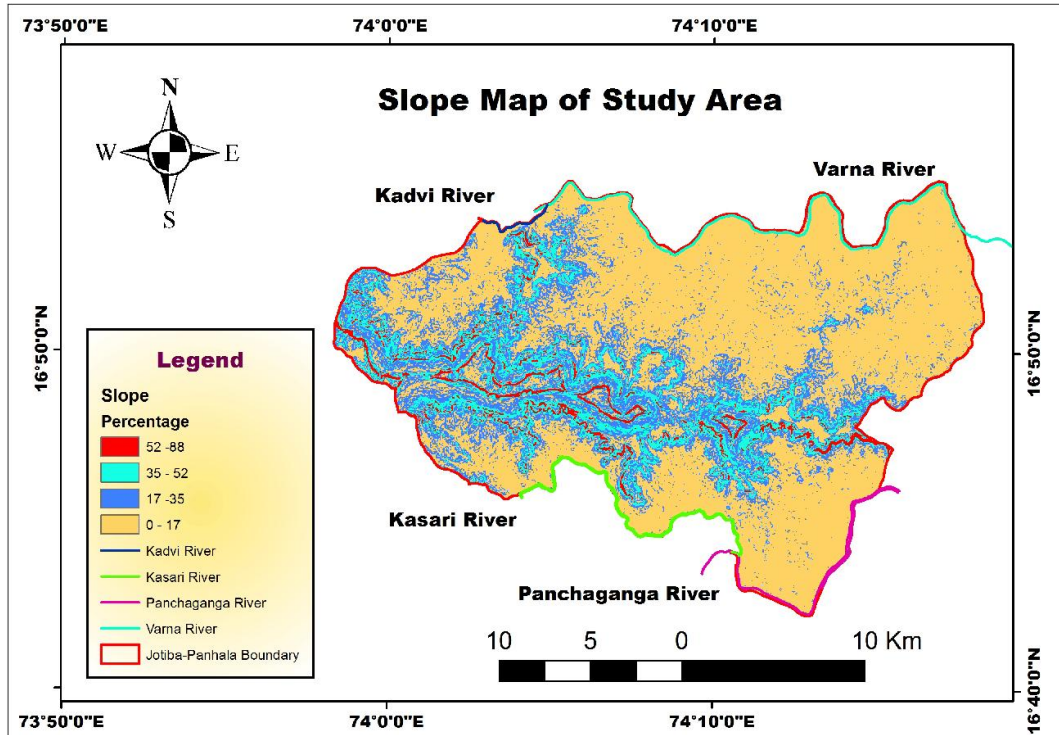 73°50'0"E
74°0'0"E
74°10'0"E
Slope Map of Study Area
N
W
E
S
Kadvi River
Varna River
16°50'0"N
16°50'0"N
Legend
Slope
Percentage
52 -88
35 - 52
17 -35
0 - 17
Kadvi River
Kasari River
Panchaganga River
Varna River
Jotiba-Panhala Boundary
Kasari River
Panchaganga River
10 5 0 10 Km
16°40'0"N
73°50'0"E
74°0'0"E
74°10'0"E